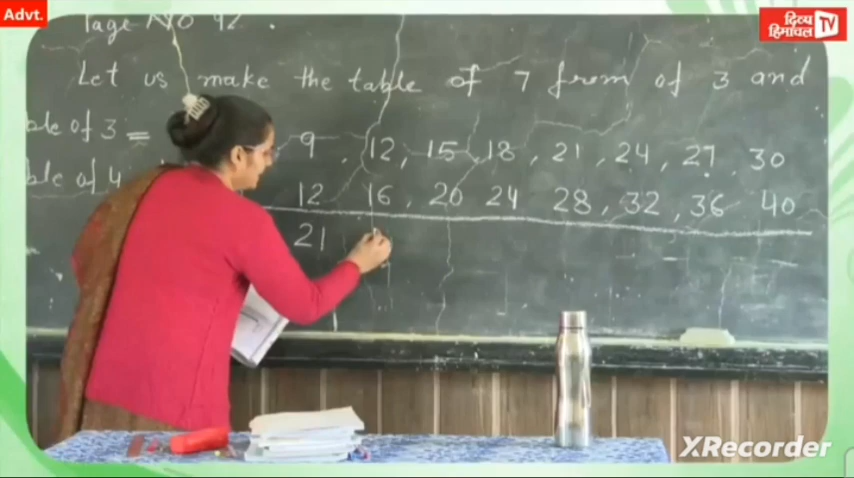 Advt.
दिव्य हिमाचल TV
Page No 92.
Let us make the table of 7 from of 3 and
of 3 =
of 4
9, 12, 15, 18, 21, 24, 27, 30
12 16, 20 24 28, 32, 36 40
21
XRecorder